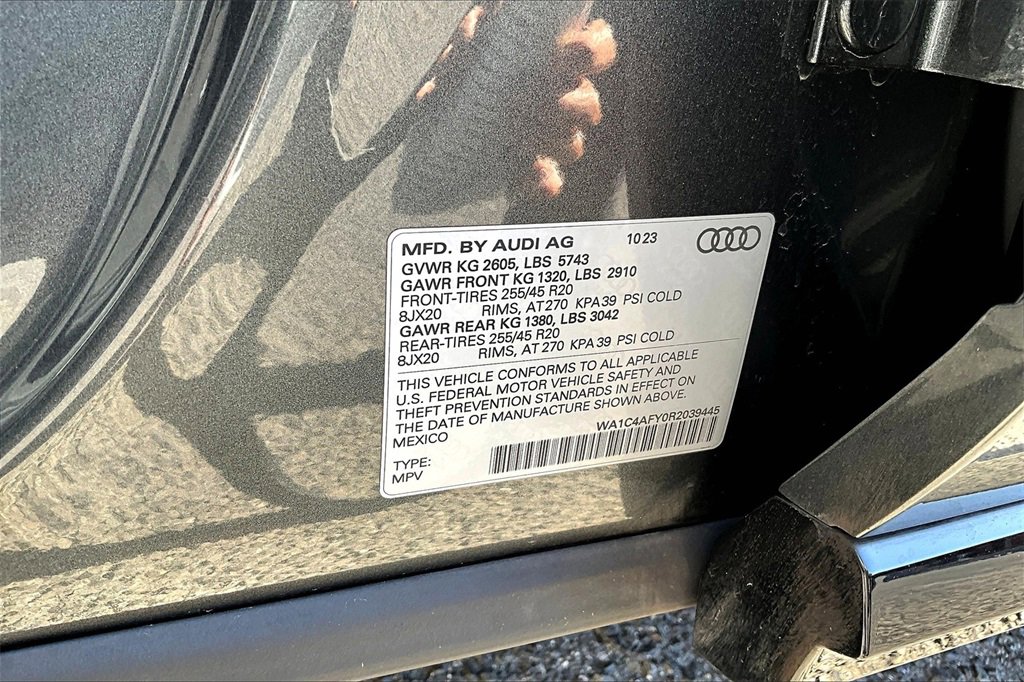 MFD. BY AUDI AG 10 23
GVWR KG 2605, LBS 5743
GAWR FRONT KG 1320, LBS 2910
FRONT-TIRES 255/45 R20
8JX20 RIMS, AT 270 KPA 39 PSI COLD
GAWR REAR KG 1380, LBS 3042
REAR-TIRES 255/45 R20
8JX20 RIMS, AT 270 KPA 39 PSI COLD
THIS VEHICLE CONFORMS TO ALL APPLICABLE
U.S. FEDERAL MOTOR VEHICLE SAFETY AND
THEFT PREVENTION STANDARDS IN EFFECT ON
THE DATE OF MANUFACTURE SHOWN ABOVE.
MEXICO WA1C4AFY0R2039445
TYPE:
MPV